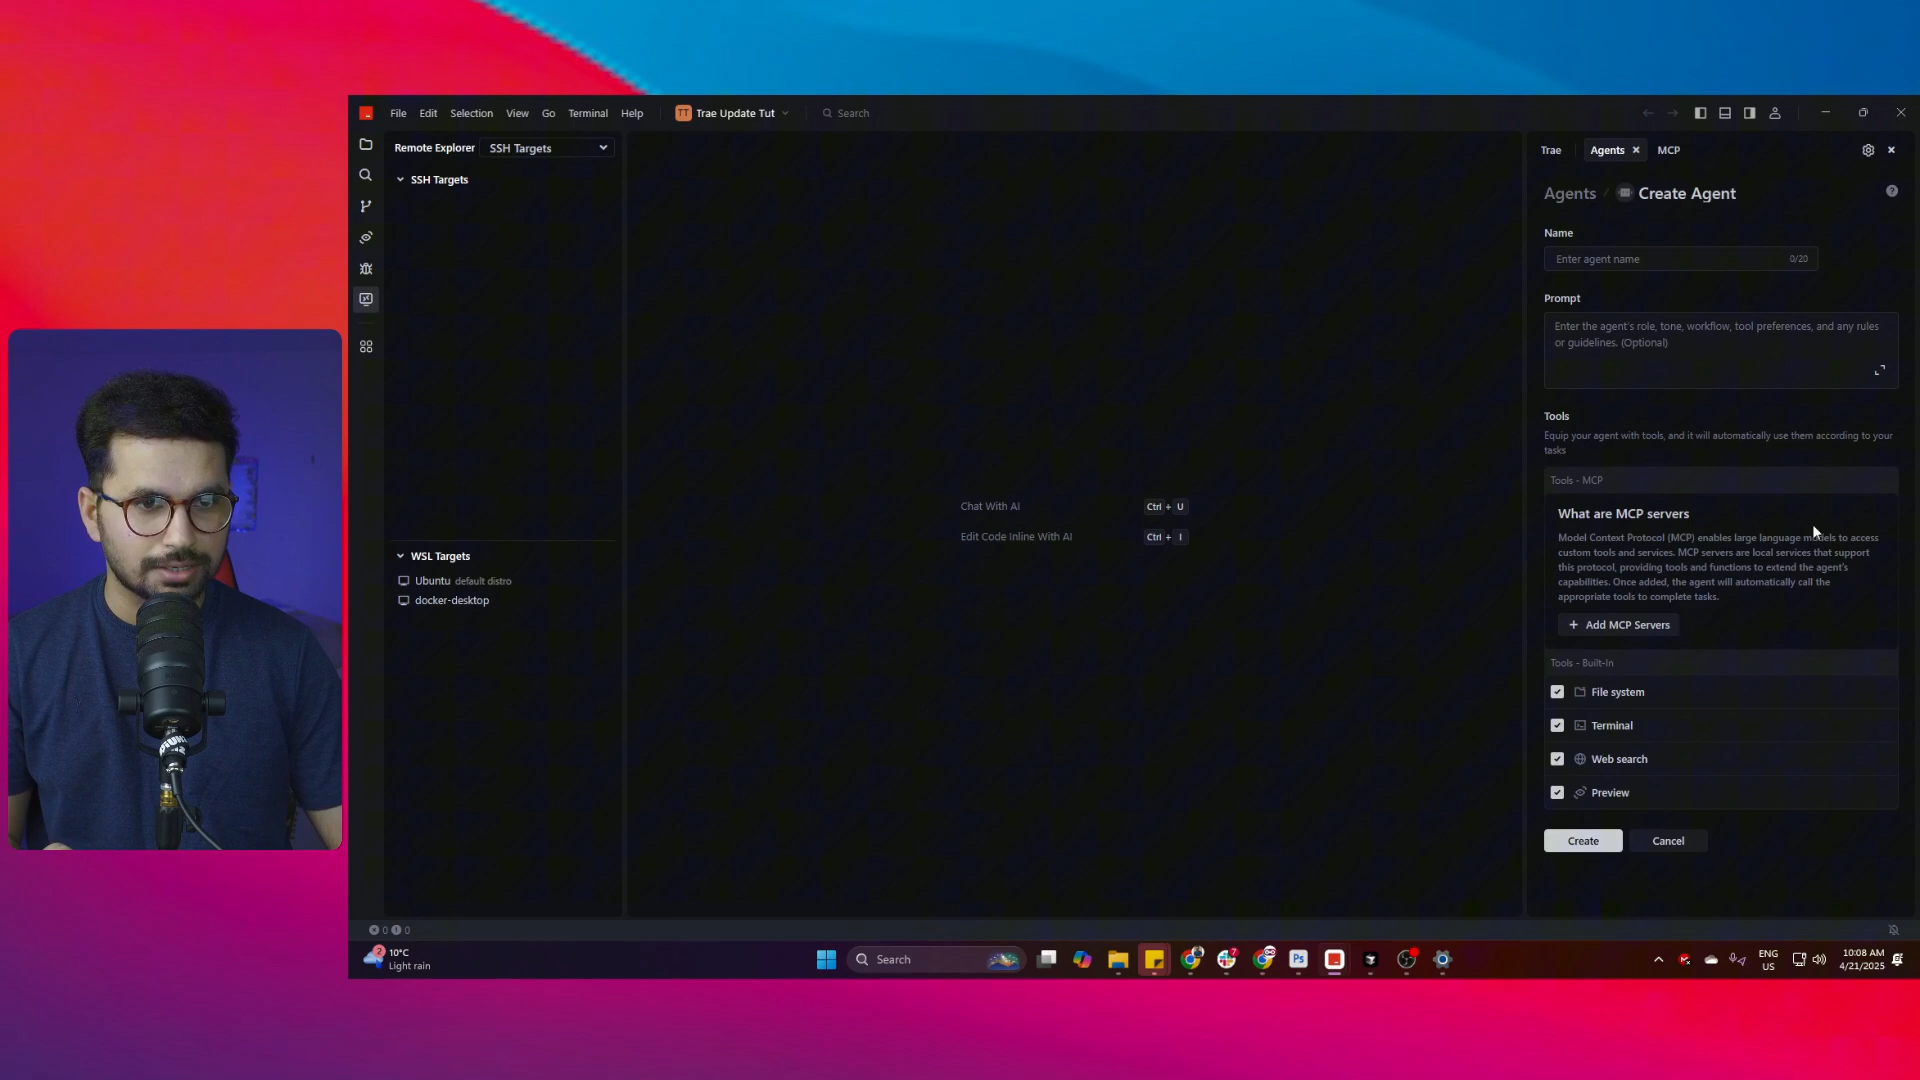 File Edit Selection View Go Terminal Help TT Trae Update Tut Search
Remote Explorer SSH Targets
SSH Targets
WSL Targets
Ubuntu default distro
docker-desktop
Chat With AI Ctrl + U
Edit Code Inline With AI Ctrl + I
Trae Agents MCP
Agents / Create Agent
Name
Enter agent name 0/20
Prompt
Enter the agent's role, tone, workflow, tool preferences, and any rules
or guidelines. (Optional)
Tools
Equip your agent with tools, and it will automatically use them according to your
tasks
Tools - MCP
What are MCP servers
Model Context Protocol (MCP) enables large language models to access
custom tools and services. MCP servers are local services that support
this protocol, providing tools and functions to extend the agent's
capabilities. Once added, the agent will automatically call the
appropriate tools to complete tasks.
+ Add MCP Servers
Tools - Built-In
File system
Terminal
Web search
Preview
Create Cancel
0 0
2 10°C
Light rain
Search
7
Ps
ENG
US
10:08 AM
4/21/2025